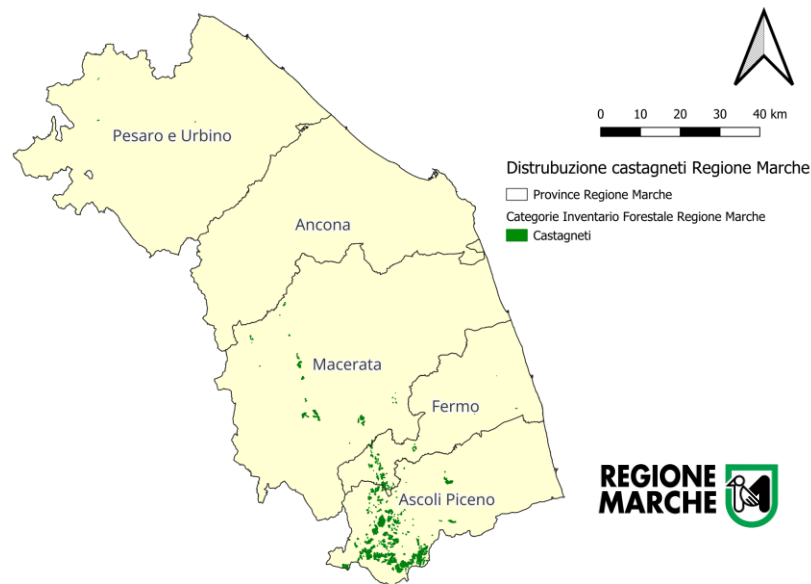 0 10 20 30 40 km
Distrubuzione castagneti Regione Marche
Province Regione Marche
Categorie Inventario Forestale Regione Marche
Castagneti
Pesaro e Urbino
Ancona
Macerata
Fermo
Ascoli Piceno
REGIONE
MARCHE